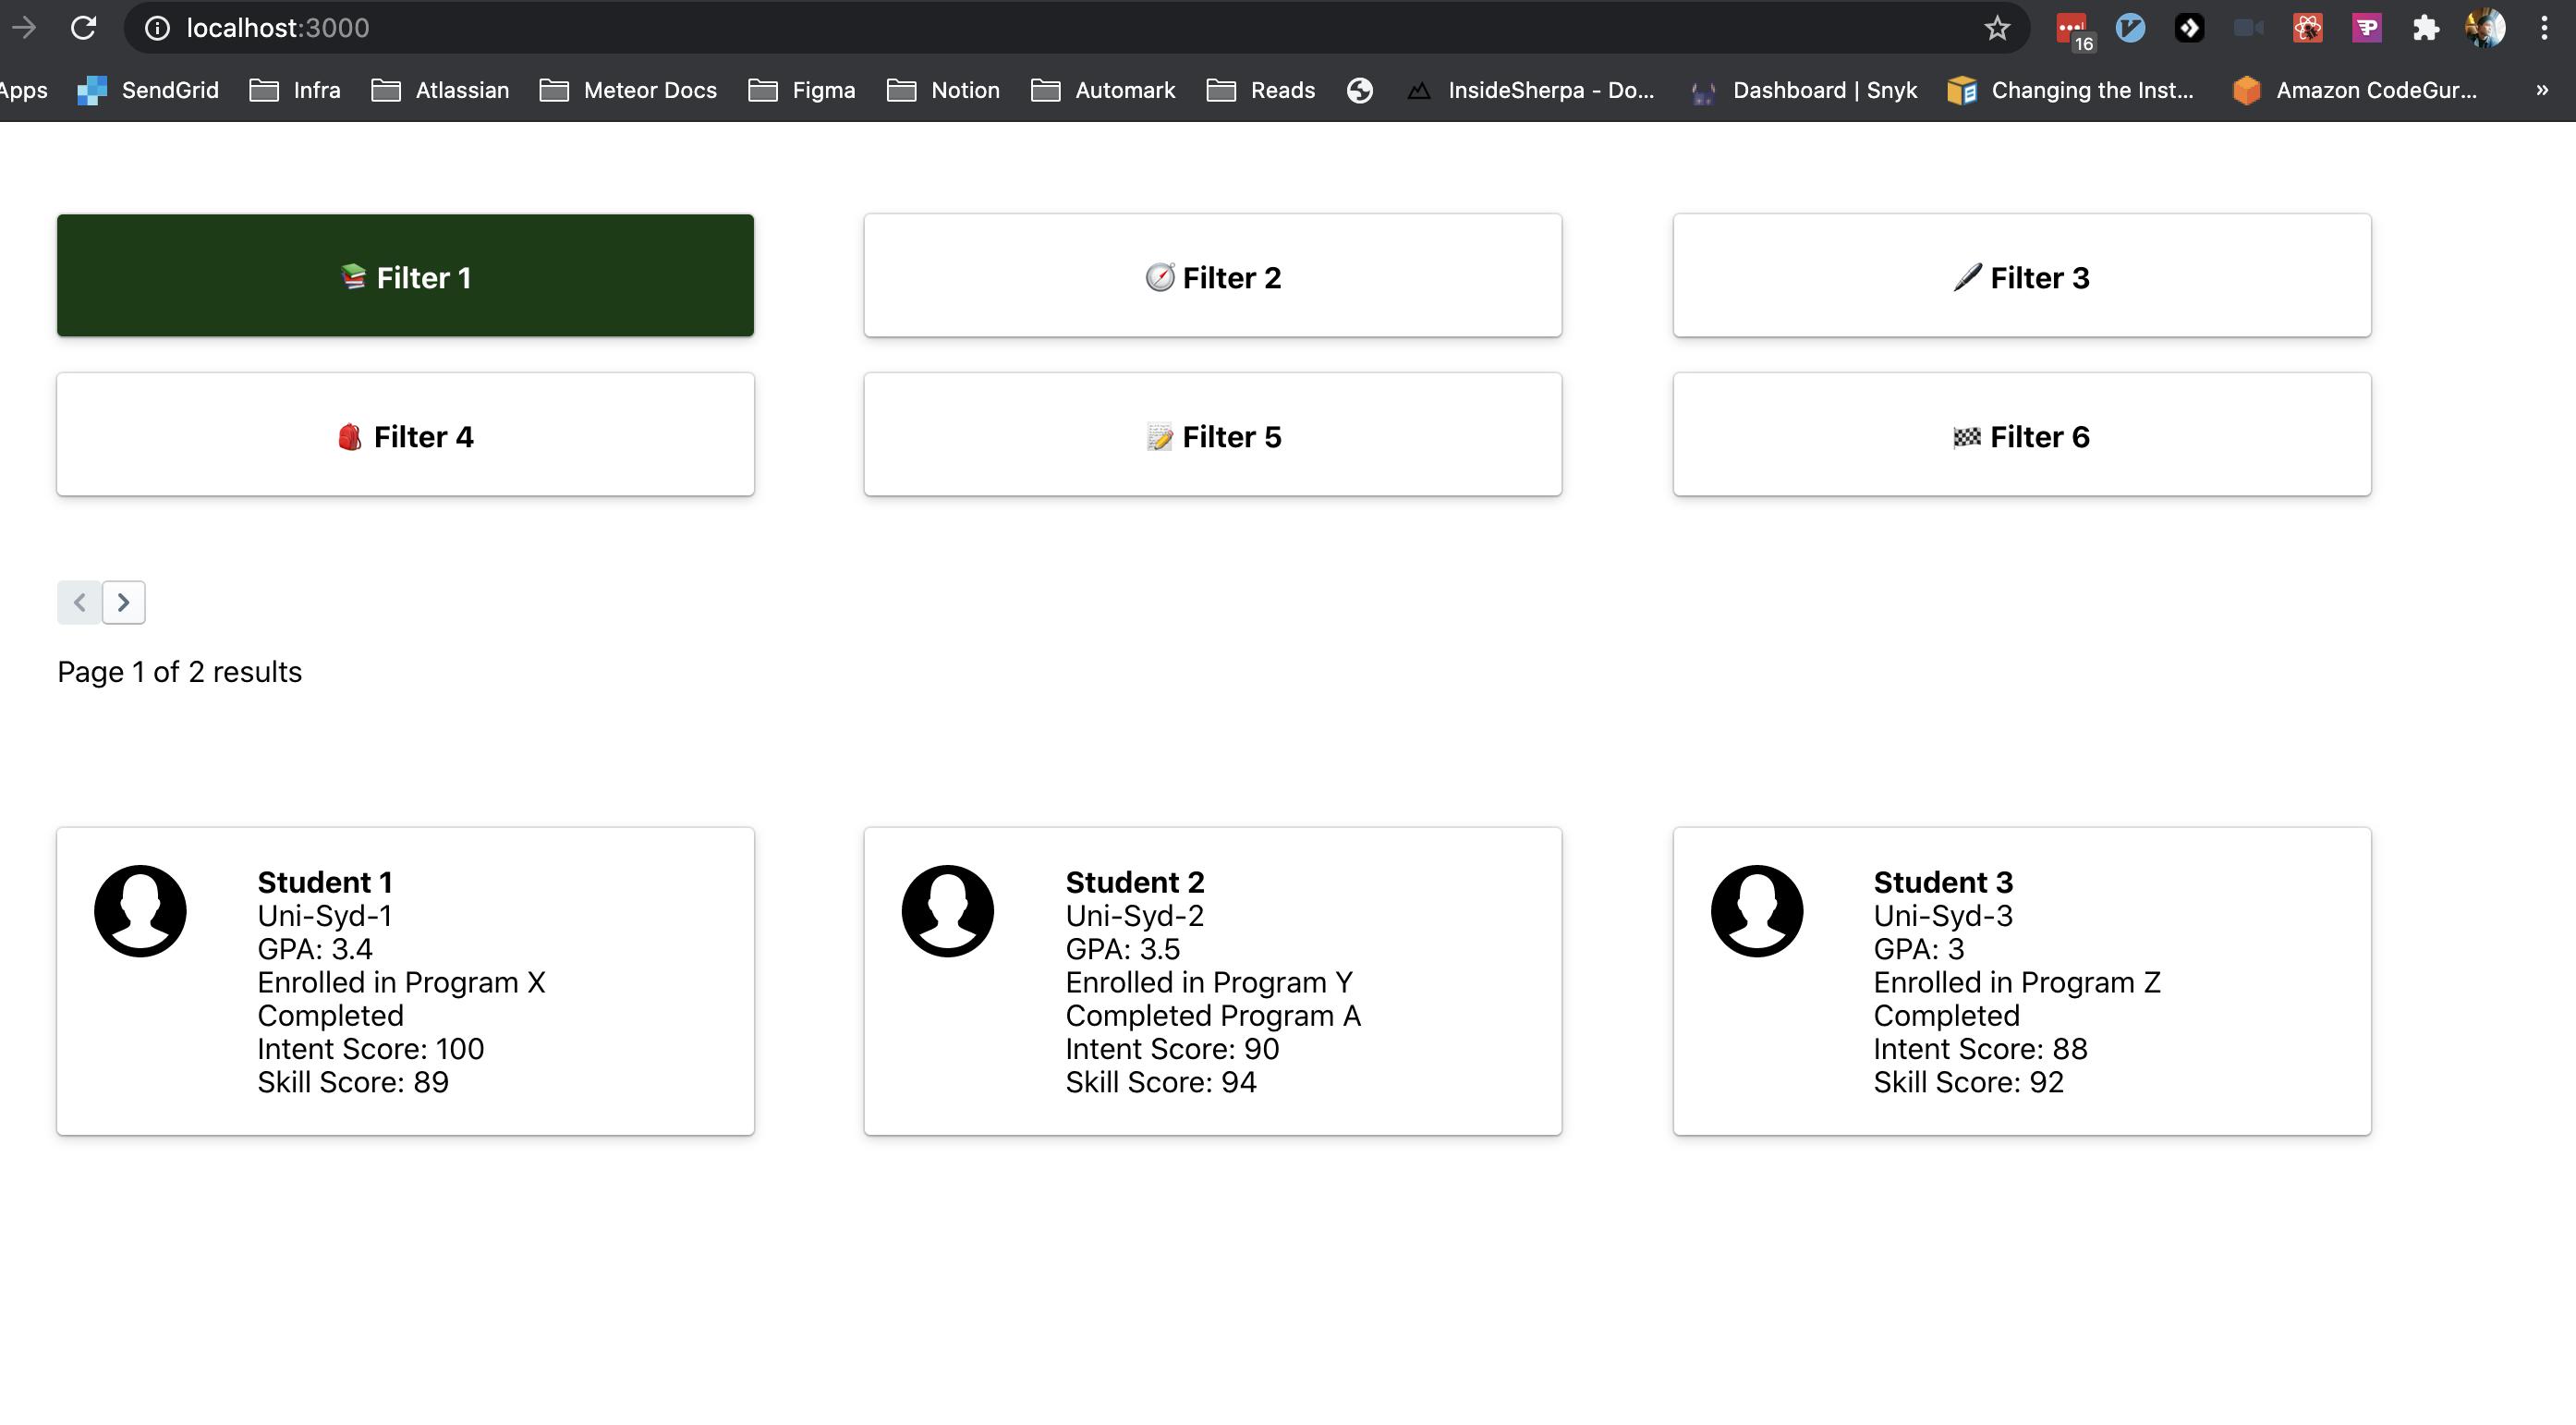 localhost:3000
16
Apps SendGrid Infra Atlassian Meteor Docs Figma Notion Automark Reads InsideSherpa - Do... Dashboard | Snyk Changing the Inst... Amazon CodeGur... »
📚 Filter 1
🧭 Filter 2
🖊 Filter 3
🎒 Filter 4
📝 Filter 5
🏁 Filter 6
Page 1 of 2 results
Student 1
Uni-Syd-1
GPA: 3.4
Enrolled in Program X
Completed
Intent Score: 100
Skill Score: 89
Student 2
Uni-Syd-2
GPA: 3.5
Enrolled in Program Y
Completed Program A
Intent Score: 90
Skill Score: 94
Student 3
Uni-Syd-3
GPA: 3
Enrolled in Program Z
Completed
Intent Score: 88
Skill Score: 92